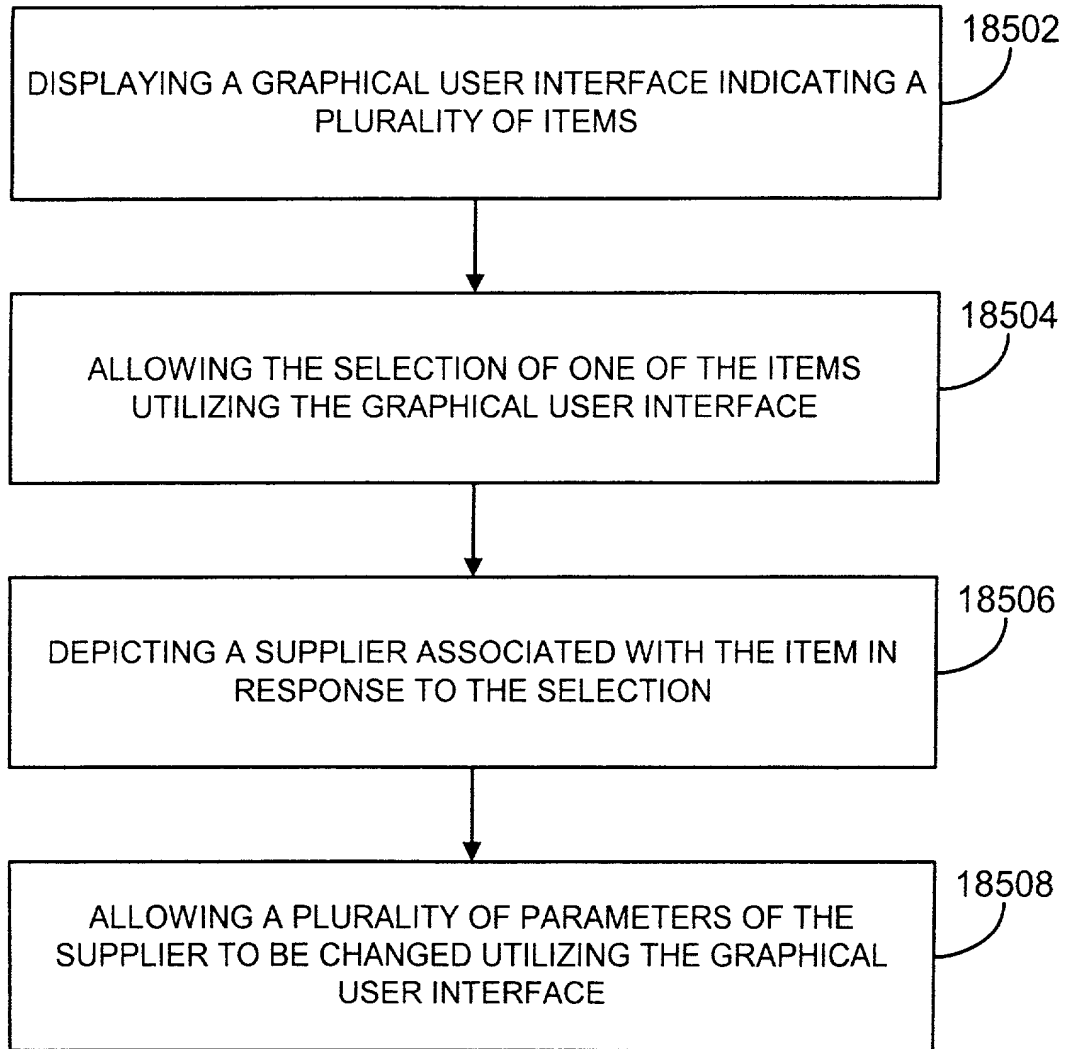 18502
DISPLAYING A GRAPHICAL USER INTERFACE INDICATING A
PLURALITY OF ITEMS
18504
ALLOWING THE SELECTION OF ONE OF THE ITEMS
UTILIZING THE GRAPHICAL USER INTERFACE
18506
DEPICTING A SUPPLIER ASSOCIATED WITH THE ITEM IN
RESPONSE TO THE SELECTION
18508
ALLOWING A PLURALITY OF PARAMETERS OF THE
SUPPLIER TO BE CHANGED UTILIZING THE GRAPHICAL
USER INTERFACE